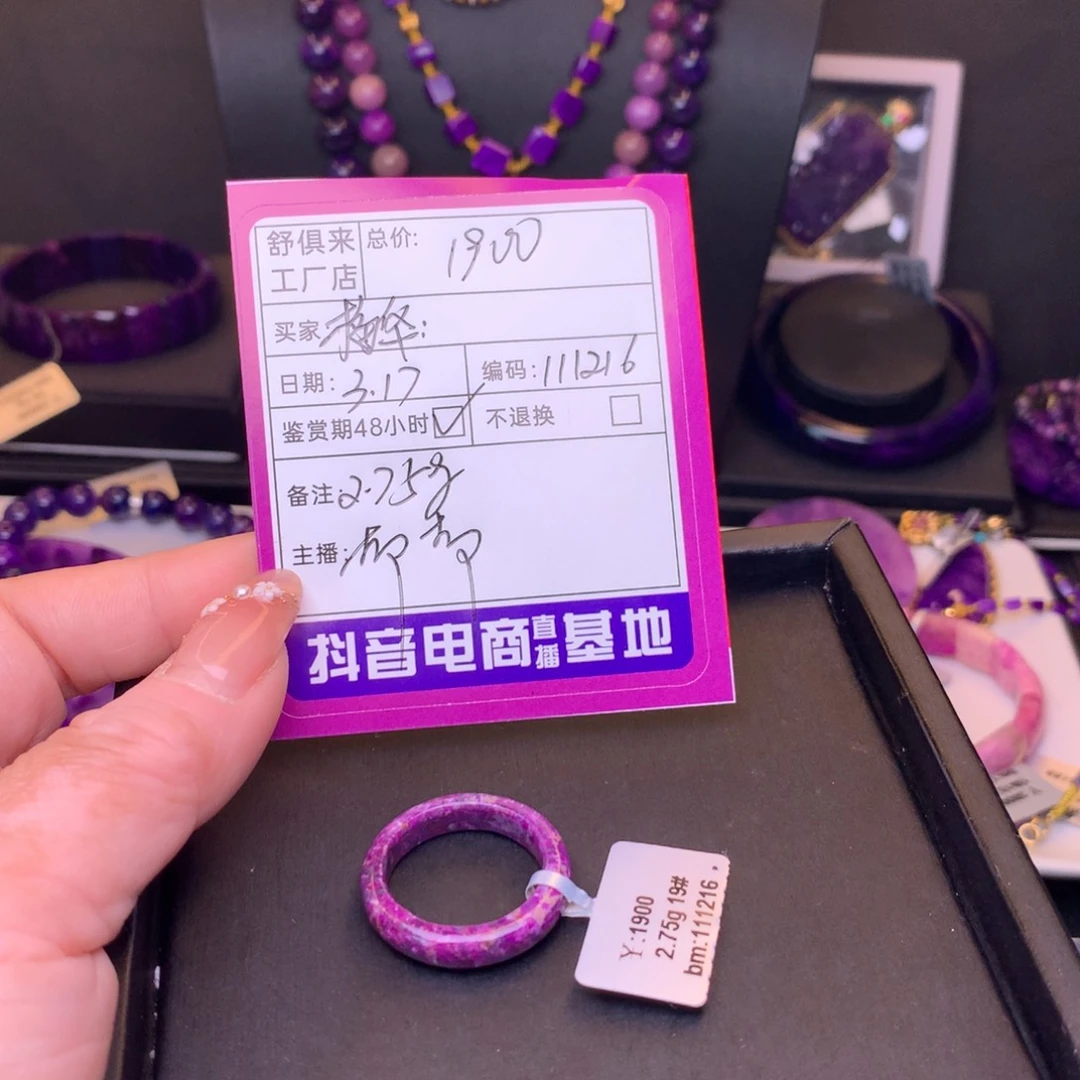 舒俱来
工厂店
总价: 1900
买家
日期: 3.17
编码: 111216
鉴赏期48小时
不退换
备注 2.75g
主播:
抖音电商直播基地
Y:1900
2.75g 19#
bm:111216